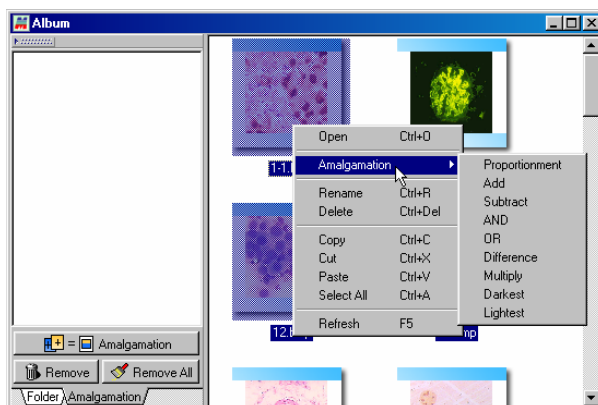 Album
Open Ctrl+O
Amalgamation
Rename Ctrl+R
Delete Ctrl+Del
Copy Ctrl+C
Cut Ctrl+X
Paste Ctrl+V
Select All Ctrl+A
Refresh F5
Proportionment
Add
Subtract
AND
OR
Difference
Multiply
Darkest
Lightest
= Amalgamation
Remove Remove All
Folder Amalgamation